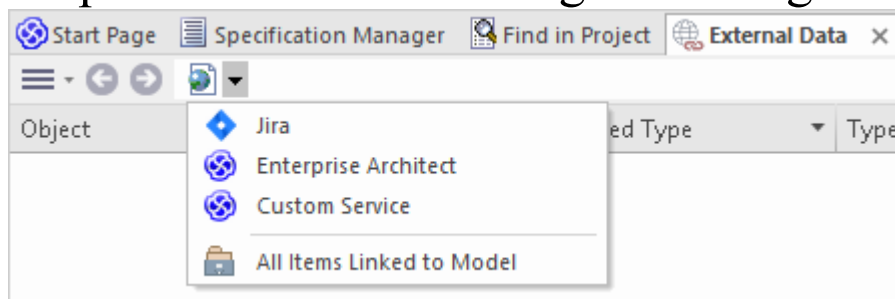 Start Page Specification Manager Find in Project External Data
Object ed Type Type
Jira
Enterprise Architect
Custom Service
All Items Linked to Model